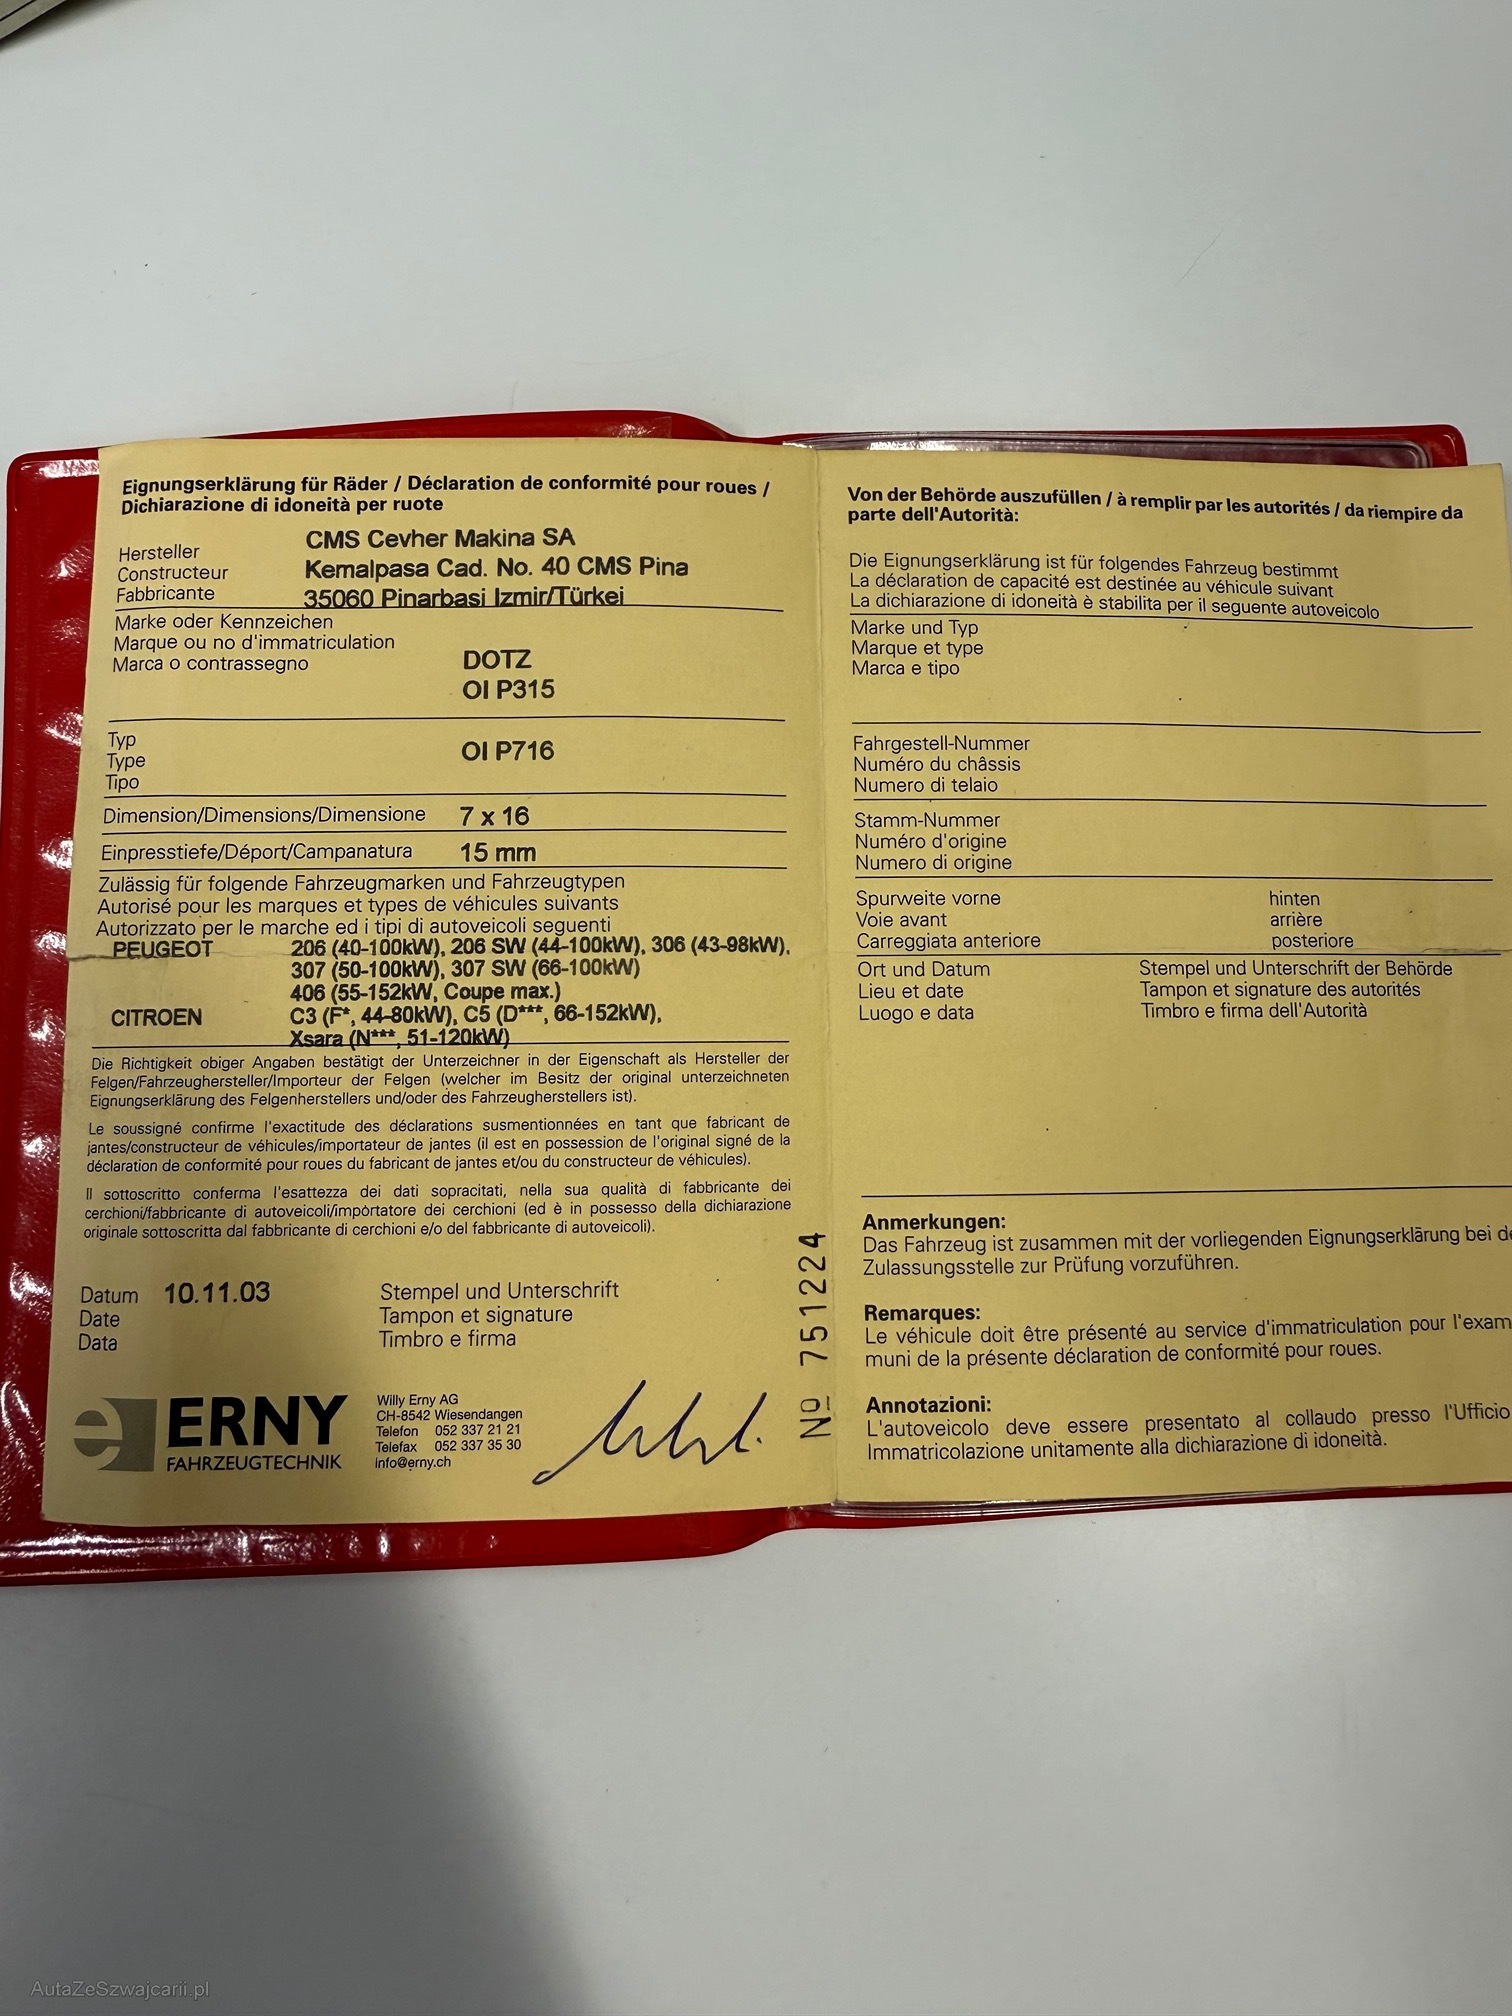 Eignungserklärung für Räder / Déclaration de conformité pour roues /
Dichiarazione di idoneità per ruote
Hersteller
Constructeur
Fabbricante
CMS Cevher Makina SA
Kemalpasa Cad. No. 40 CMS Pina
35060 Pinarbasi Izmir/Türkei
Marke oder Kennzeichen
Marque ou no d'immatriculation
Marca o contrassegno
DOTZ
OI P315
Typ
Type
Tipo
OI P716
Dimension/Dimensions/Dimensione 7 x 16
Einpresstiefe/Déport/Campanatura 15 mm
Zulässig für folgende Fahrzeugmarken und Fahrzeugtypen
Autorisé pour les marques et types de véhicules suivants
Autorizzato per le marche ed i tipi di autoveicoli seguenti
PEUGEOT 206 (40-100kW), 206 SW (44-100kW), 306 (43-98kW),
307 (50-100kW), 307 SW (66-100kW)
406 (55-152kW, Coupe max.)
CITROEN C3 (F*, 44-80kW), C5 (D***, 66-152kW),
Xsara (N***, 51-120kW)
Die Richtigkeit obiger Angaben bestätigt der Unterzeichner in der Eigenschaft als Hersteller der
Felgen/Fahrzeughersteller/Importeur der Felgen (welcher im Besitz der original unterzeichneten
Eignungserklärung des Felgenherstellers und/oder des Fahrzeugherstellers ist).
Le soussigné confirme l'exactitude des déclarations susmentionnées en tant que fabricant de
jantes/constructeur de véhicules/importateur de jantes (il est en possession de l'original signé de la
déclaration de conformité pour roues du fabricant de jantes et/ou du constructeur de véhicules).
Il sottoscritto conferma l'esattezza dei dati sopracitati, nella sua qualità di fabbricante dei
cerchioni/fabbricante di autoveicoli/impòrtatore dei cerchioni (ed è in possesso della dichiarazione
originale sottoscritta dal fabbricante di cerchioni e/o del fabbricante di autoveicoli).
Datum 10.11.03
Date
Data
Stempel und Unterschrift
Tampon et signature
Timbro e firma
e ERNY
FAHRZEUGTECHNIK
Willy Erny AG
CH-8542 Wiesendangen
Telefon 052 337 21 21
Telefax 052 337 35 30
info@erny.ch
No 751224
Von der Behörde auszufüllen / à remplir par les autorités / da riempire da
parte dell'Autorità:
Die Eignungserklärung ist für folgendes Fahrzeug bestimmt
La déclaration de capacité est destinée au véhicule suivant
La dichiarazione di idoneità è stabilita per il seguente autoveicolo
Marke und Typ
Marque et type
Marca e tipo
Fahrgestell-Nummer
Numéro du châssis
Numero di telaio
Stamm-Nummer
Numéro d'origine
Numero di origine
Spurweite vorne hinten
Voie avant arrière
Carreggiata anteriore posteriore
Ort und Datum Stempel und Unterschrift der Behörde
Lieu et date Tampon et signature des autorités
Luogo e data Timbro e firma dell'Autorità
Anmerkungen:
Das Fahrzeug ist zusammen mit der vorliegenden Eignungserklärung bei de
Zulassungsstelle zur Prüfung vorzuführen.
Remarques:
Le véhicule doit être présenté au service d'immatriculation pour l'exam
muni de la présente déclaration de conformité pour roues.
Annotazioni:
L'autoveicolo deve essere presentato al collaudo presso l'Ufficio
Immatricolazione unitamente alla dichiarazione di idoneità.
AutaZeSzwajcarii.pl